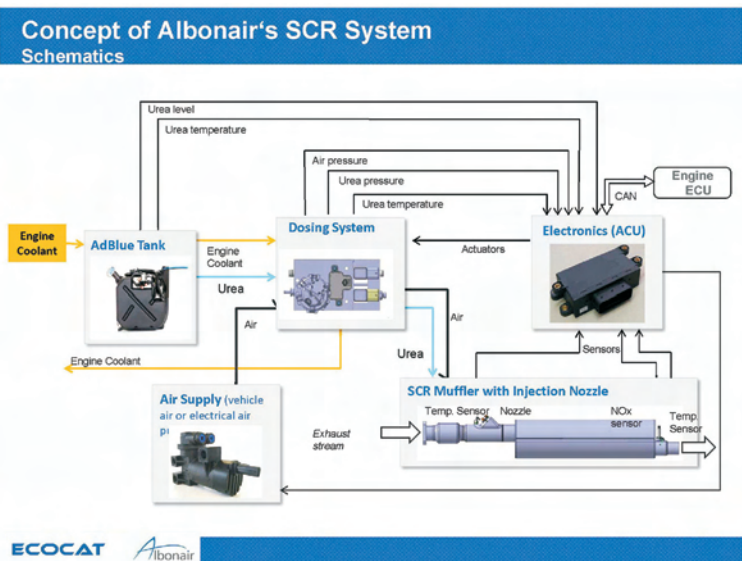 Concept of Albonair's SCR System
Schematics
Urea level
Urea temperature
Air pressure
Urea pressure
Urea temperature
CAN
Engine
ECU
Engine
Coolant
AdBlue Tank
Engine
Coolant
Urea
Dosing System
Actuators
Electronics (ACU)
Air
Air
Urea
Sensors
Engine Coolant
Air Supply (vehicle
air or electrical air
Exhaust
stream
SCR Muffler with Injection Nozzle
Temp. Sensor
Nozzle
NOx
sensor
Temp.
Sensor
ECOCAT
Albonair